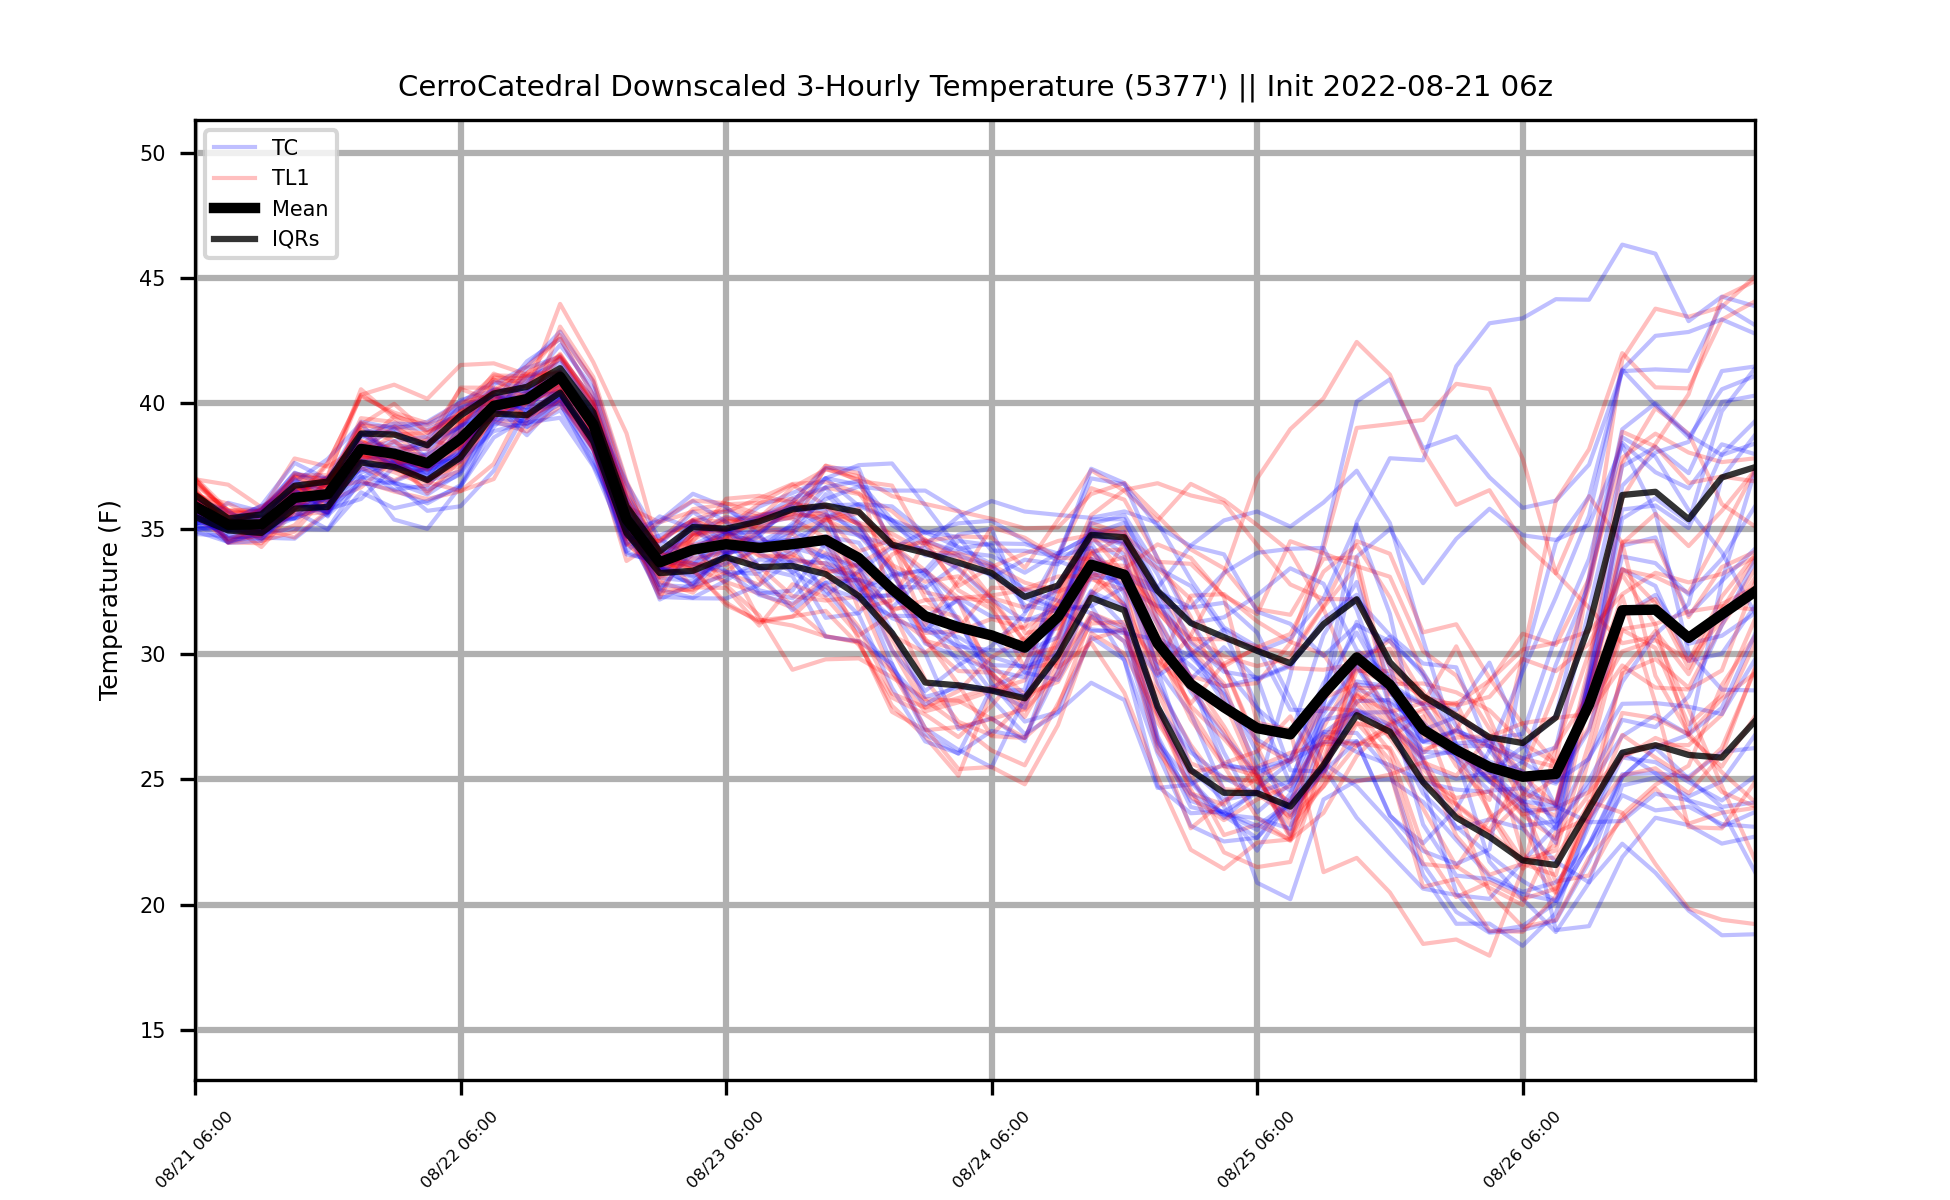 CerroCatedral Downscaled 3-Hourly Temperature (5377') || Init 2022-08-21 06z
TC
TL1
Mean
IQRs
Temperature (F)
50
45
40
35
30
25
20
15
08/21 06:00
08/22 06:00
08/23 06:00
08/24 06:00
08/25 06:00
08/26 06:00